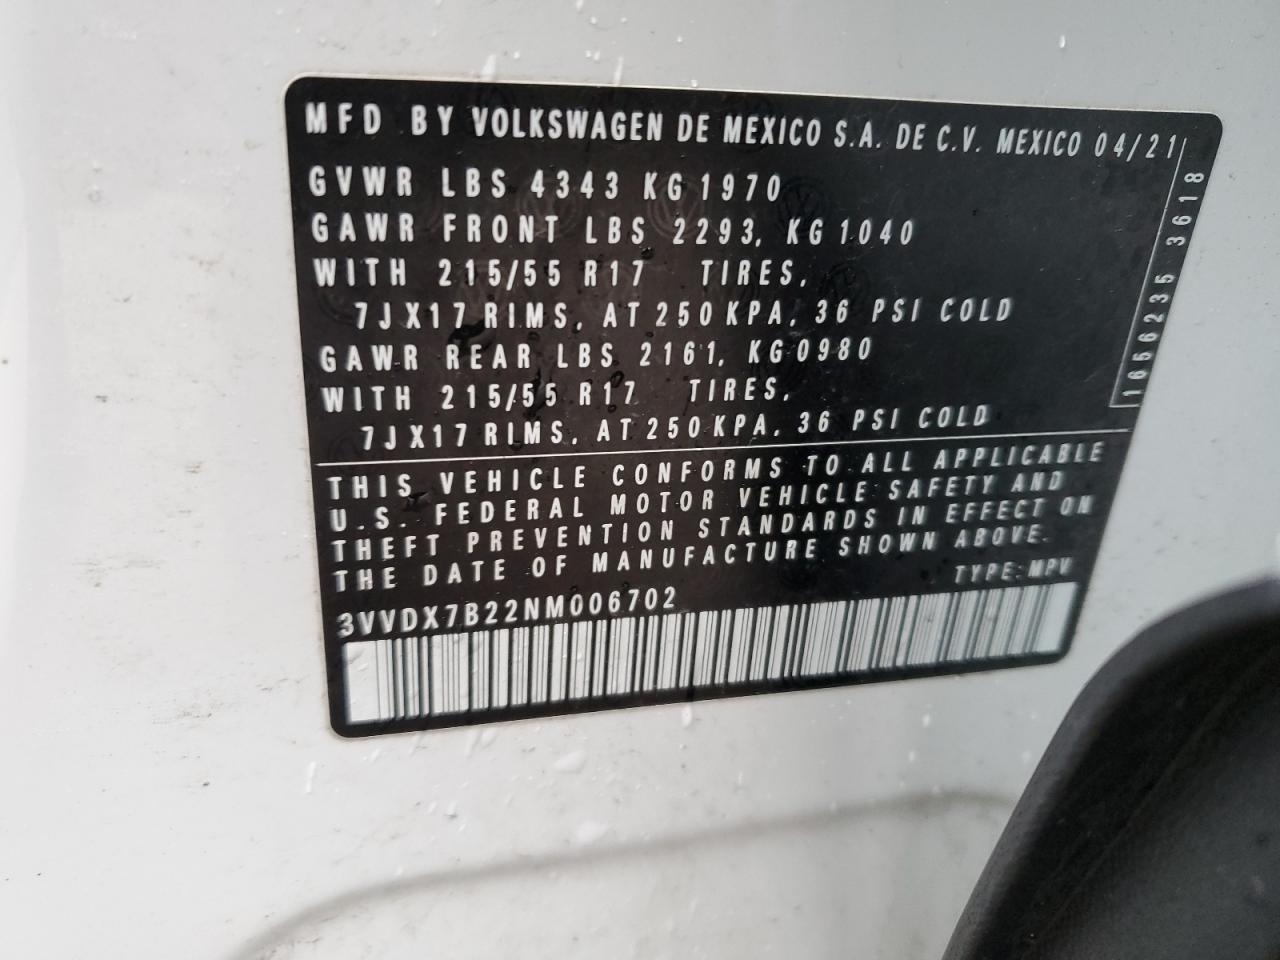 MFD BY VOLKSWAGEN DE MEXICO S.A. DE C.V. MEXICO 04/21
GVWR LBS 4343 KG 1970
GAWR FRONT LBS 2293, KG 1040
WITH 215/55 R17 TIRES,
7JX17 RIMS, AT 250 KPA, 36 PSI COLD
GAWR REAR LBS 2161, KG 0980
WITH 215/55 R17 TIRES,
7JX17 RIMS, AT 250 KPA, 36 PSI COLD
1656235 3618
THIS VEHICLE CONFORMS TO ALL APPLICABLE
U.S. FEDERAL MOTOR VEHICLE SAFETY AND
THEFT PREVENTION STANDARDS IN EFFECT ON
THE DATE OF MANUFACTURE SHOWN ABOVE.
TYPE: MPV
3VVDX7B22NM006702